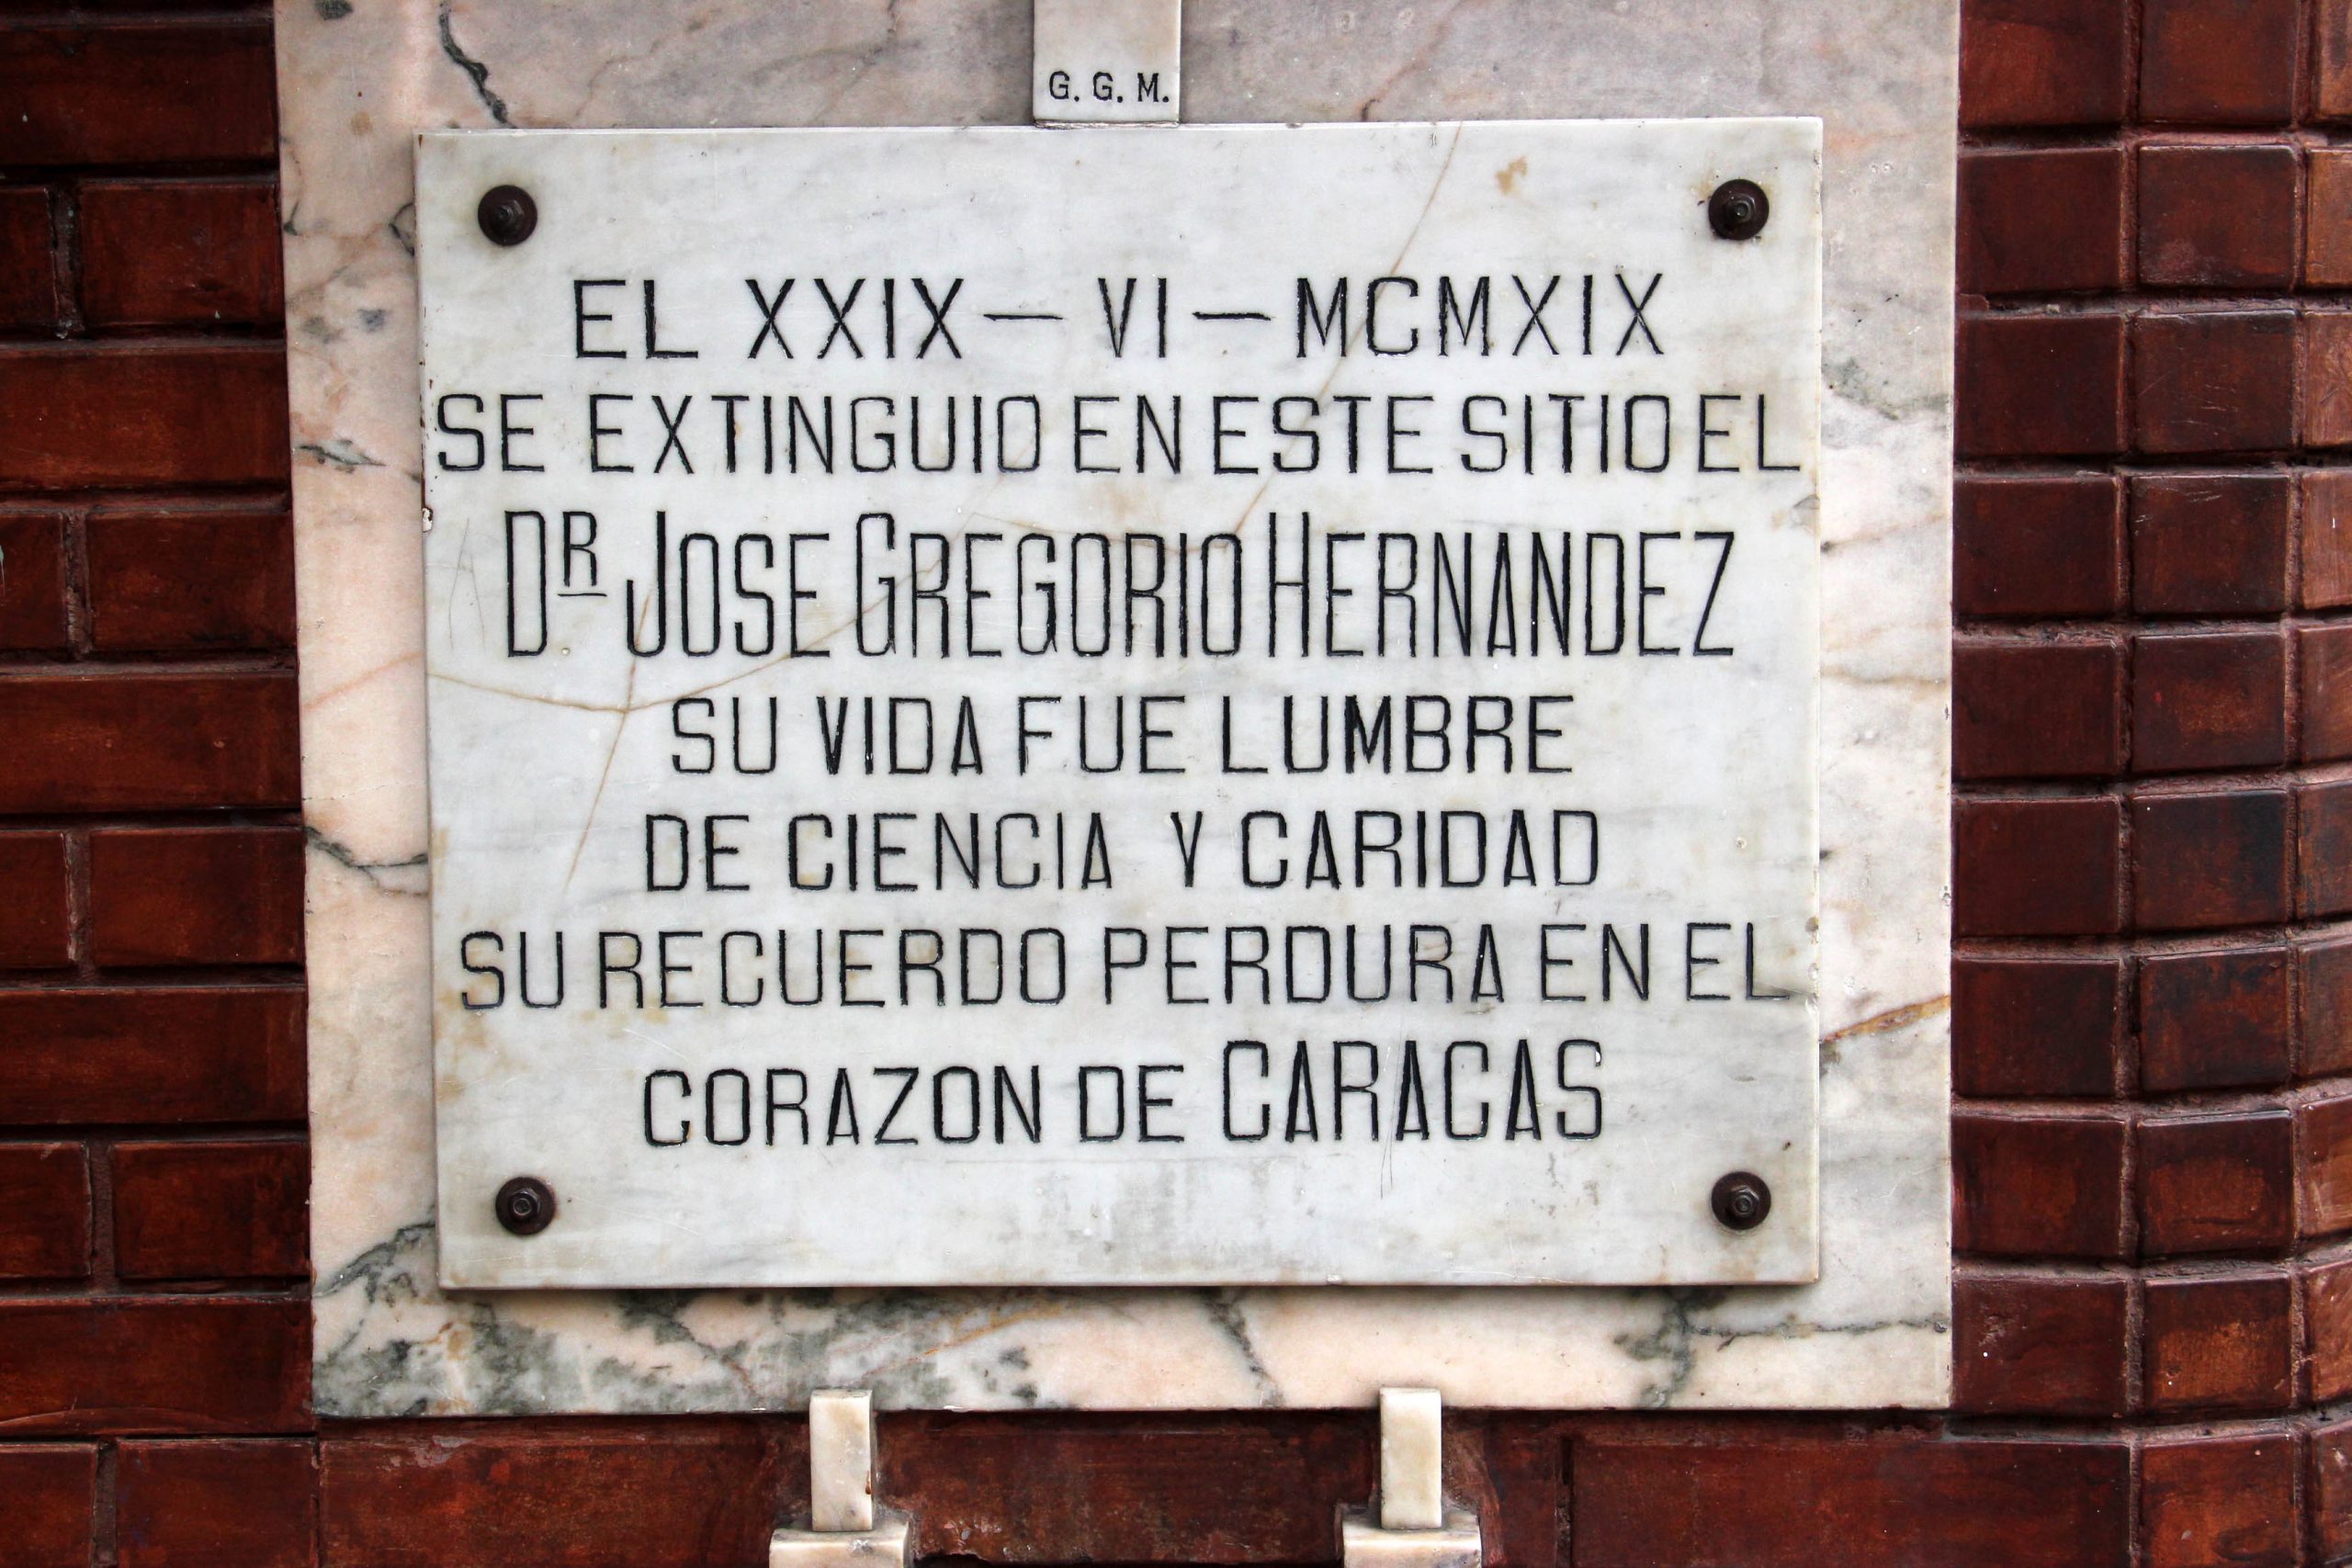 G. G. M.
EL XXIX — VI — MCMXIX
SE EXTINGUIO EN ESTE SITIO EL
DR JOSE GREGORIO HERNANDEZ
SU VIDA FUE LUMBRE
DE CIENCIA Y CARIDAD
SU RECUERDO PERDURA EN EL
CORAZON DE CARACAS